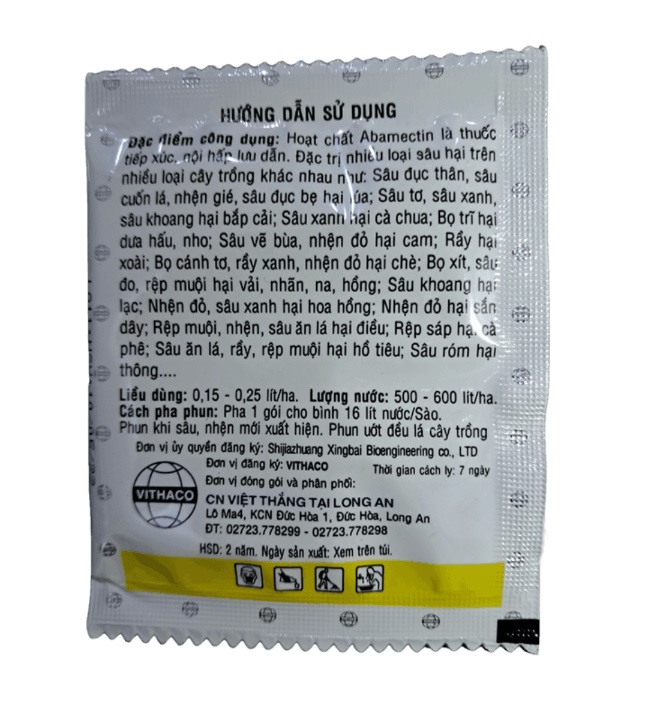 HƯỚNG DẪN SỬ DỤNG
Đặc điểm công dụng: Hoạt chất Abamectin là thuốc
tiếp xúc, nội hấp lưu dẫn. Đặc trị nhiều loại sâu hại trên
nhiều loại cây trồng khác nhau như: Sâu đục thân, sâu
cuốn lá, nhện gié, sâu đục bẹ hại lúa; Sâu tơ, sâu xanh,
sâu khoang hại bắp cải; Sâu xanh hại cà chua; Bọ trĩ hại
dưa hấu, nho; Sâu vẽ bùa, nhện đỏ hại cam; Rầy hại
xoài; Bọ cánh tơ, rầy xanh, nhện đỏ hại chè; Bọ xít, sâu
đo, rệp muội hại vải, nhãn, na, hồng; Sâu khoang hại
lạc; Nhện đỏ, sâu xanh hại hoa hồng; Nhện đỏ hại sắn
dây; Rệp muội, nhện, sâu ăn lá hại điều; Rệp sáp hại cà
phê; Sâu ăn lá, rầy, rệp muội hại hồ tiêu; Sâu róm hại
thông....
Liều dùng: 0,15 - 0,25 lít/ha. Lượng nước: 500 - 600 lít/ha.
Cách pha phun: Pha 1 gói cho bình 16 lít nước/Sào.
Phun khi sâu, nhện mới xuất hiện. Phun ướt đều lá cây trồng
Đơn vị ủy quyền đăng ký: Shijiazhuang Xingbai Bioengineering co., LTD
Đơn vị đăng ký: VITHACO Thời gian cách ly: 7 ngày
Đơn vị đóng gói và phân phối:
VITHACO
CN VIỆT THẮNG TẠI LONG AN
Lô Ma4, KCN Đức Hòa 1, Đức Hòa, Long An
ĐT: 02723.778299 - 02723.778298
HSD: 2 năm. Ngày sản xuất: Xem trên túi.